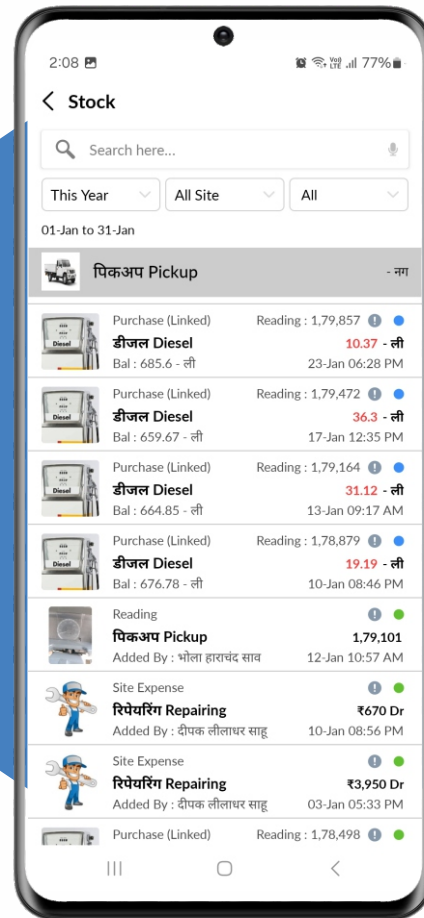 2:08 Vo) LTE 77%
Stock
Search here...
This Year All Site All
01-Jan to 31-Jan
पिकअप Pickup - नग
Purchase (Linked) Reading : 1,79,857
Diesel डीजल Diesel 10.37 - ली
Bal : 685.6 - ली 23-Jan 06:28 PM
Purchase (Linked) Reading : 1,79,472
Diesel डीजल Diesel 36.3 - ली
Bal : 659.67 - ली 17-Jan 12:35 PM
Purchase (Linked) Reading : 1,79,164
Diesel डीजल Diesel 31.12 - ली
Bal : 664.85 - ली 13-Jan 09:17 AM
Purchase (Linked) Reading : 1,78,879
Diesel डीजल Diesel 19.19 - ली
Bal : 676.78 - ली 10-Jan 08:46 PM
Reading
पिकअप Pickup 1,79,101
Added By : भोला हाराचंद साव 12-Jan 10:57 AM
Site Expense
रिपेयरिंग Repairing ₹670 Dr
Added By : दीपक लीलाधर साहू 10-Jan 08:56 PM
Site Expense
रिपेयरिंग Repairing ₹3,950 Dr
Added By : दीपक लीलाधर साहू 03-Jan 05:33 PM
Purchase (Linked) Reading : 1,78,498